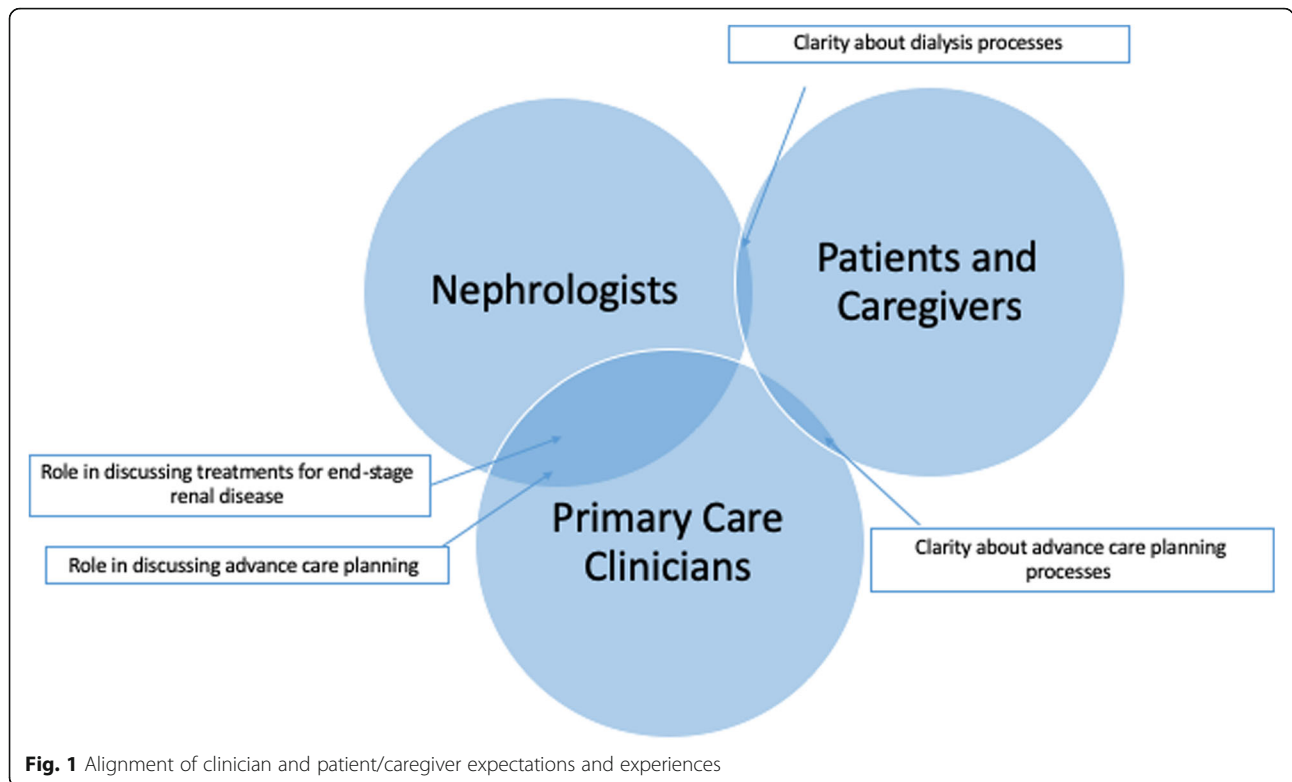 Clarity about dialysis processes
Nephrologists
Patients and
Caregivers
Role in discussing treatments for end-stage
renal disease
Role in discussing advance care planning
Primary Care
Clinicians
Clarity about advance care planning
processes
Fig. 1 Alignment of clinician and patient/caregiver expectations and experiences